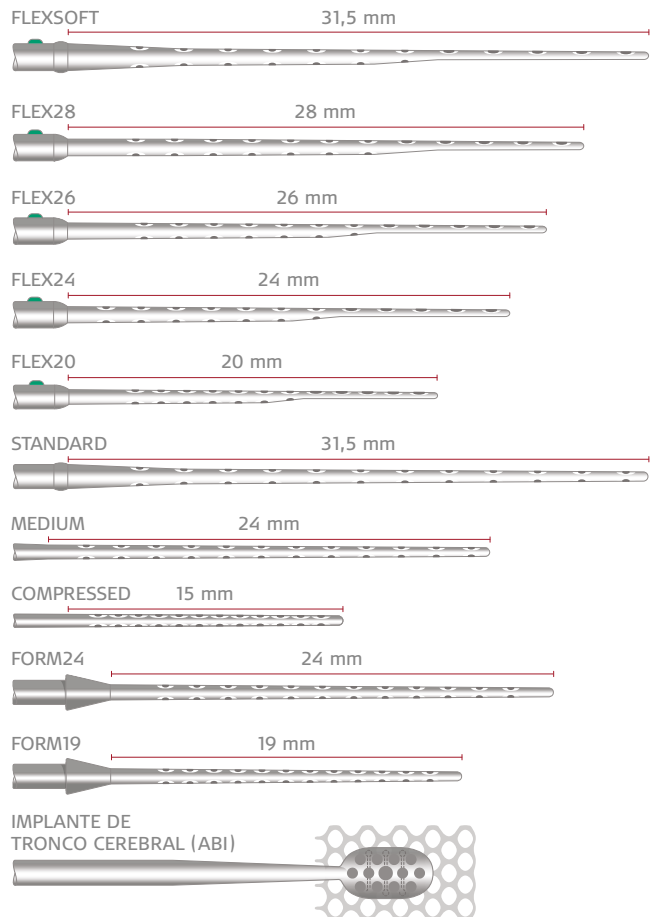 FLEXSOFT 31,5 mm
FLEX28 28 mm
FLEX26 26 mm
FLEX24 24 mm
FLEX20 20 mm
STANDARD 31,5 mm
MEDIUM 24 mm
COMPRESSED 15 mm
FORM24 24 mm
FORM19 19 mm
IMPLANTE DE
TRONCO CEREBRAL (ABI)